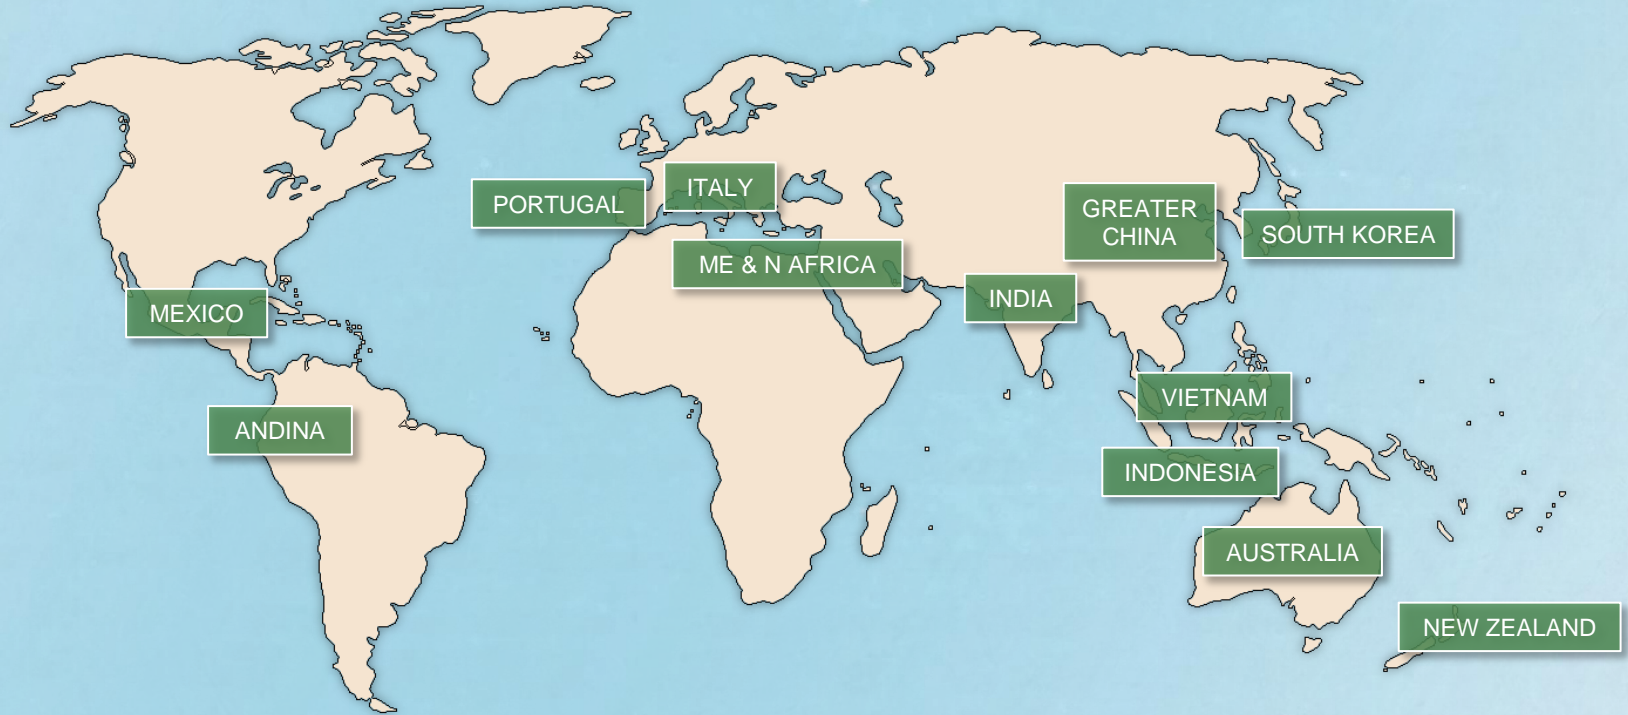 ITALY
PORTUGAL
GREATER
CHINA
SOUTH KOREA
ME & N AFRICA
INDIA
MEXICO
VIETNAM
ANDINA
INDONESIA
AUSTRALIA
NEW ZEALAND